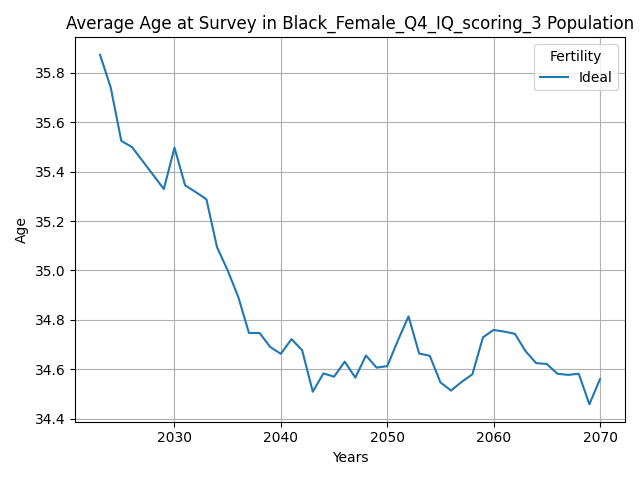 Average Age at Survey in Black_Female_Q4_IQ_scoring_3 Population
Fertility
Ideal
35.8
35.6
35.4
35.2
35.0
34.8
34.6
34.4
Age
2030 2040 2050 2060 2070
Years